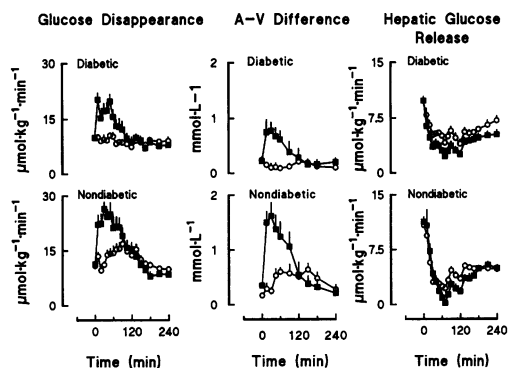 Glucose Disappearance
A-V Difference
Hepatic Glucose
Release
30
Diabetic
15
0
µmol·kg⁻¹·min⁻¹
2
Diabetic
1
0
mmol·L-1
15
Diabetic
7.5
0
µmol·kg⁻¹·min⁻¹
30
Nondiabetic
15
0
µmol·kg⁻¹·min⁻¹
2
Nondiabetic
1
0
mmol·L⁻¹
15
Nondiabetic
7.5
0
µmol·kg⁻¹·min⁻¹
0 120 240
Time (min)
0 120 240
Time (min)
0 120 240
Time (min)